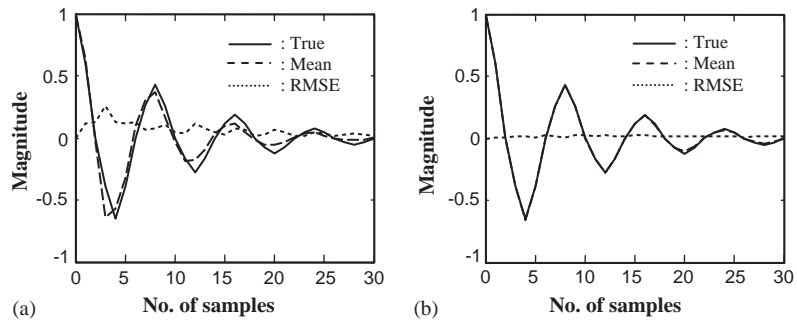 1
0.5
0
-0.5
-1
Magnitude
: True
: Mean
: RMSE
0 5 10 15 20 25 30
No. of samples
(a)
1
0.5
0
-0.5
-1
Magnitude
: True
: Mean
: RMSE
0 5 10 15 20 25 30
No. of samples
(b)